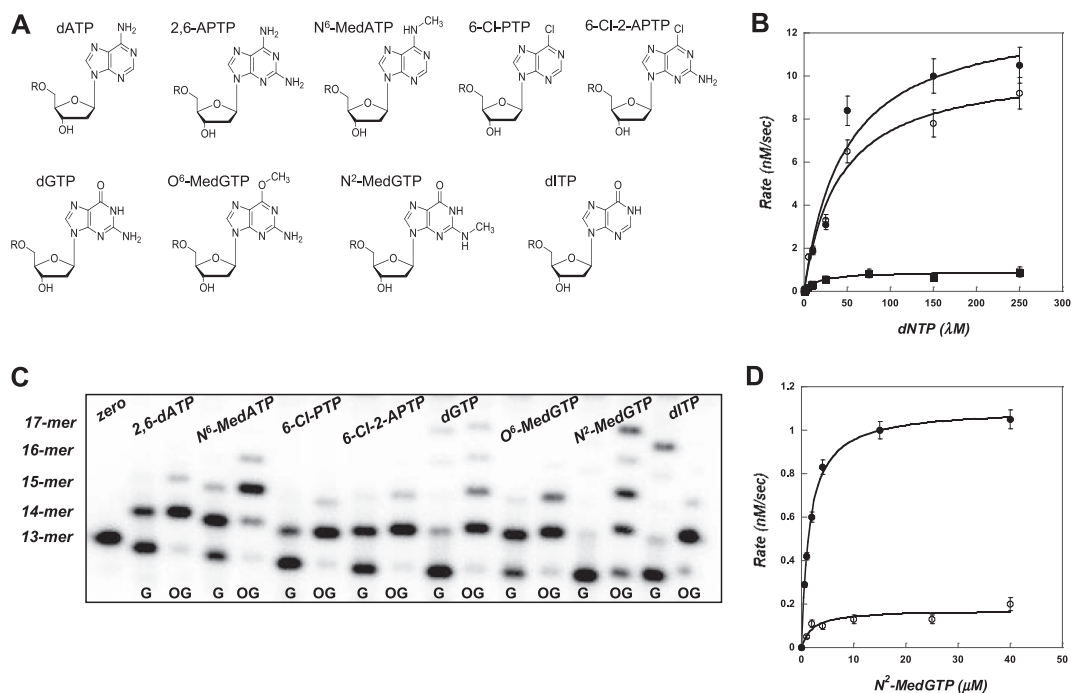 A
dATP 2,6-APTP N⁶-MedATP 6-Cl-PTP 6-Cl-2-APTP
NH₂ NH₂ HN CH₃ Cl Cl
N N N N N N N N NH₂ N N N N N N N N N N N N NH₂
RO O RO O RO O RO O RO O
OH OH OH OH OH
dGTP O⁶-MedGTP N²-MedGTP dITP
O O CH₃ O O
N NH N N NH₂ N N N N NH₂ N NH N N N CH₃ H N NH N N
RO O RO O RO O RO O
OH OH OH OH
B
12
10
8
6
4
2
0
Rate (nM/sec)
0 50 100 150 200 250 300
dNTP (λM)
C
zero 2,6-dATP N⁶-MedATP 6-Cl-PTP 6-Cl-2-APTP dGTP O⁶-MedGTP N²-MedGTP dITP
17-mer
16-mer
15-mer
14-mer
13-mer
G OG G OG G OG G OG G OG G OG G OG G OG
D
1.2
1
0.8
0.6
0.4
0.2
0
Rate (nM/sec)
0 10 20 30 40 50
N²-MedGTP (μM)